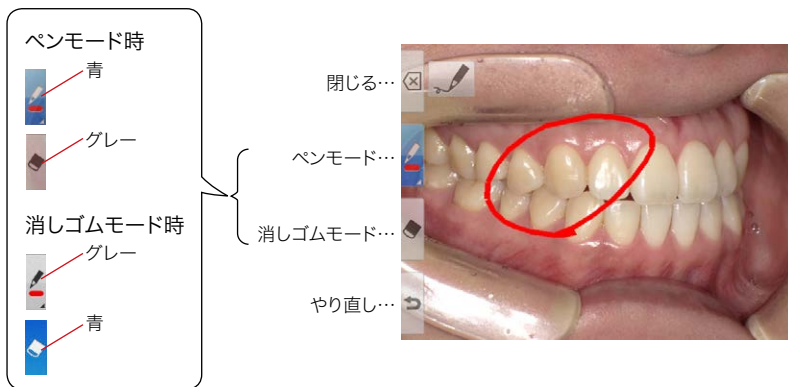 ペンモード時
青
グレー
消しゴムモード時
グレー
青
閉じる…
ペンモード…
消しゴムモード…
やり直し…